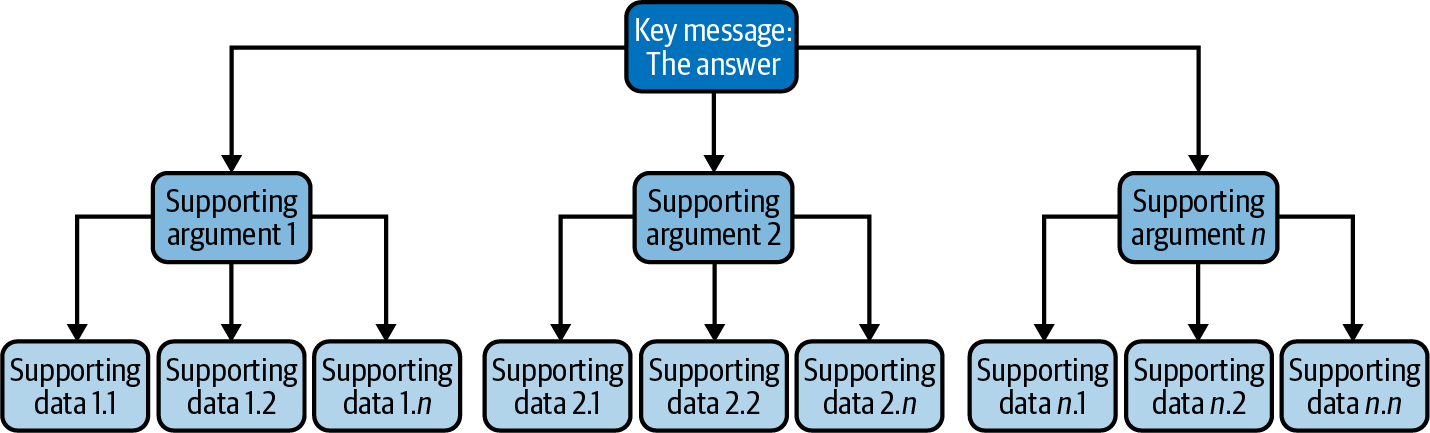 Key message:
The answer
Supporting
argument 1
Supporting
argument 2
Supporting
argument n
Supporting
data 1.1
Supporting
data 1.2
Supporting
data 1.n
Supporting
data 2.1
Supporting
data 2.2
Supporting
data 2.n
Supporting
data n.1
Supporting
data n.2
Supporting
data n.n